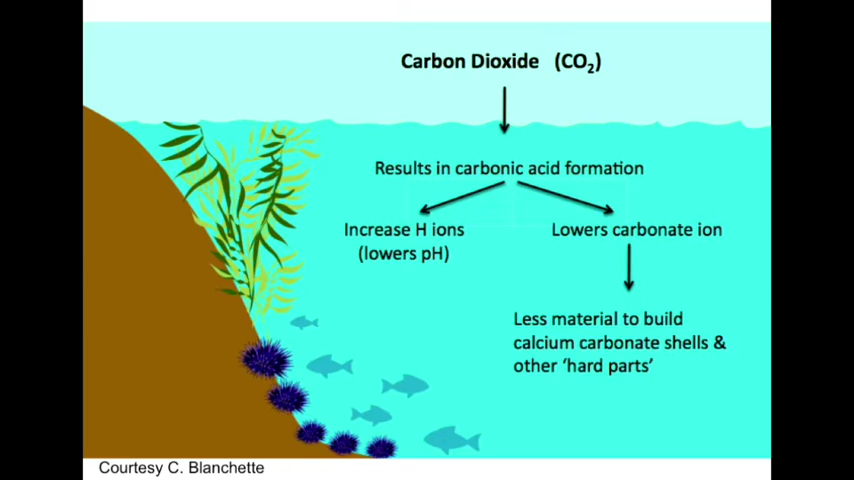 Carbon Dioxide (CO₂)
Results in carbonic acid formation
Increase H ions
(lowers pH)
Lowers carbonate ion
Less material to build
calcium carbonate shells &
other ‘hard parts’
Courtesy C. Blanchette